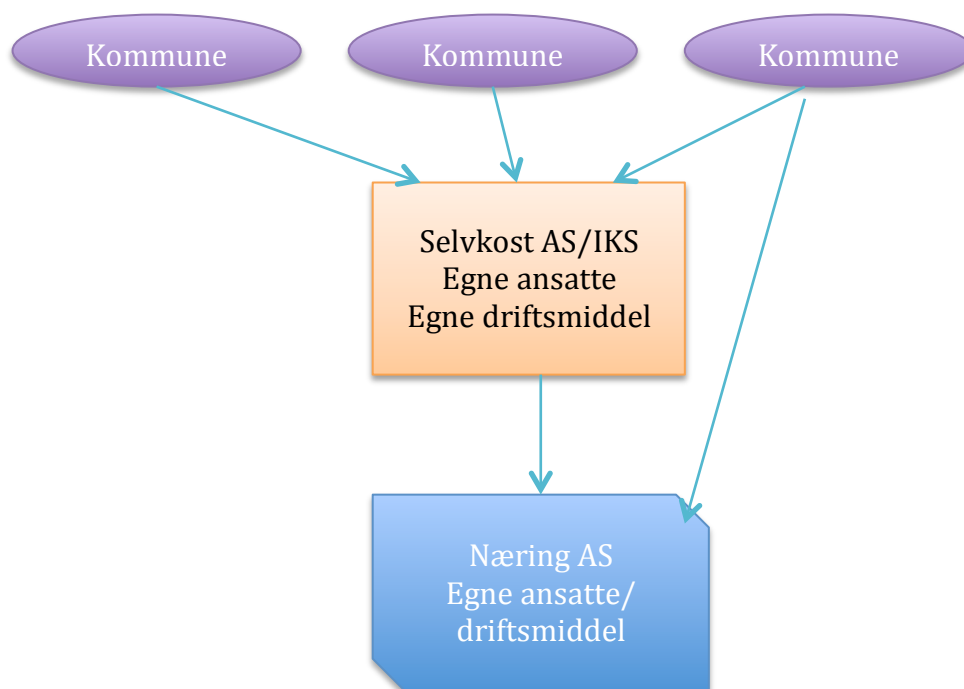 Kommune
Kommune
Kommune
Selvkost AS/IKS
Egne ansatte
Egne driftsmiddel
Næring AS
Egne ansatte/
driftsmiddel